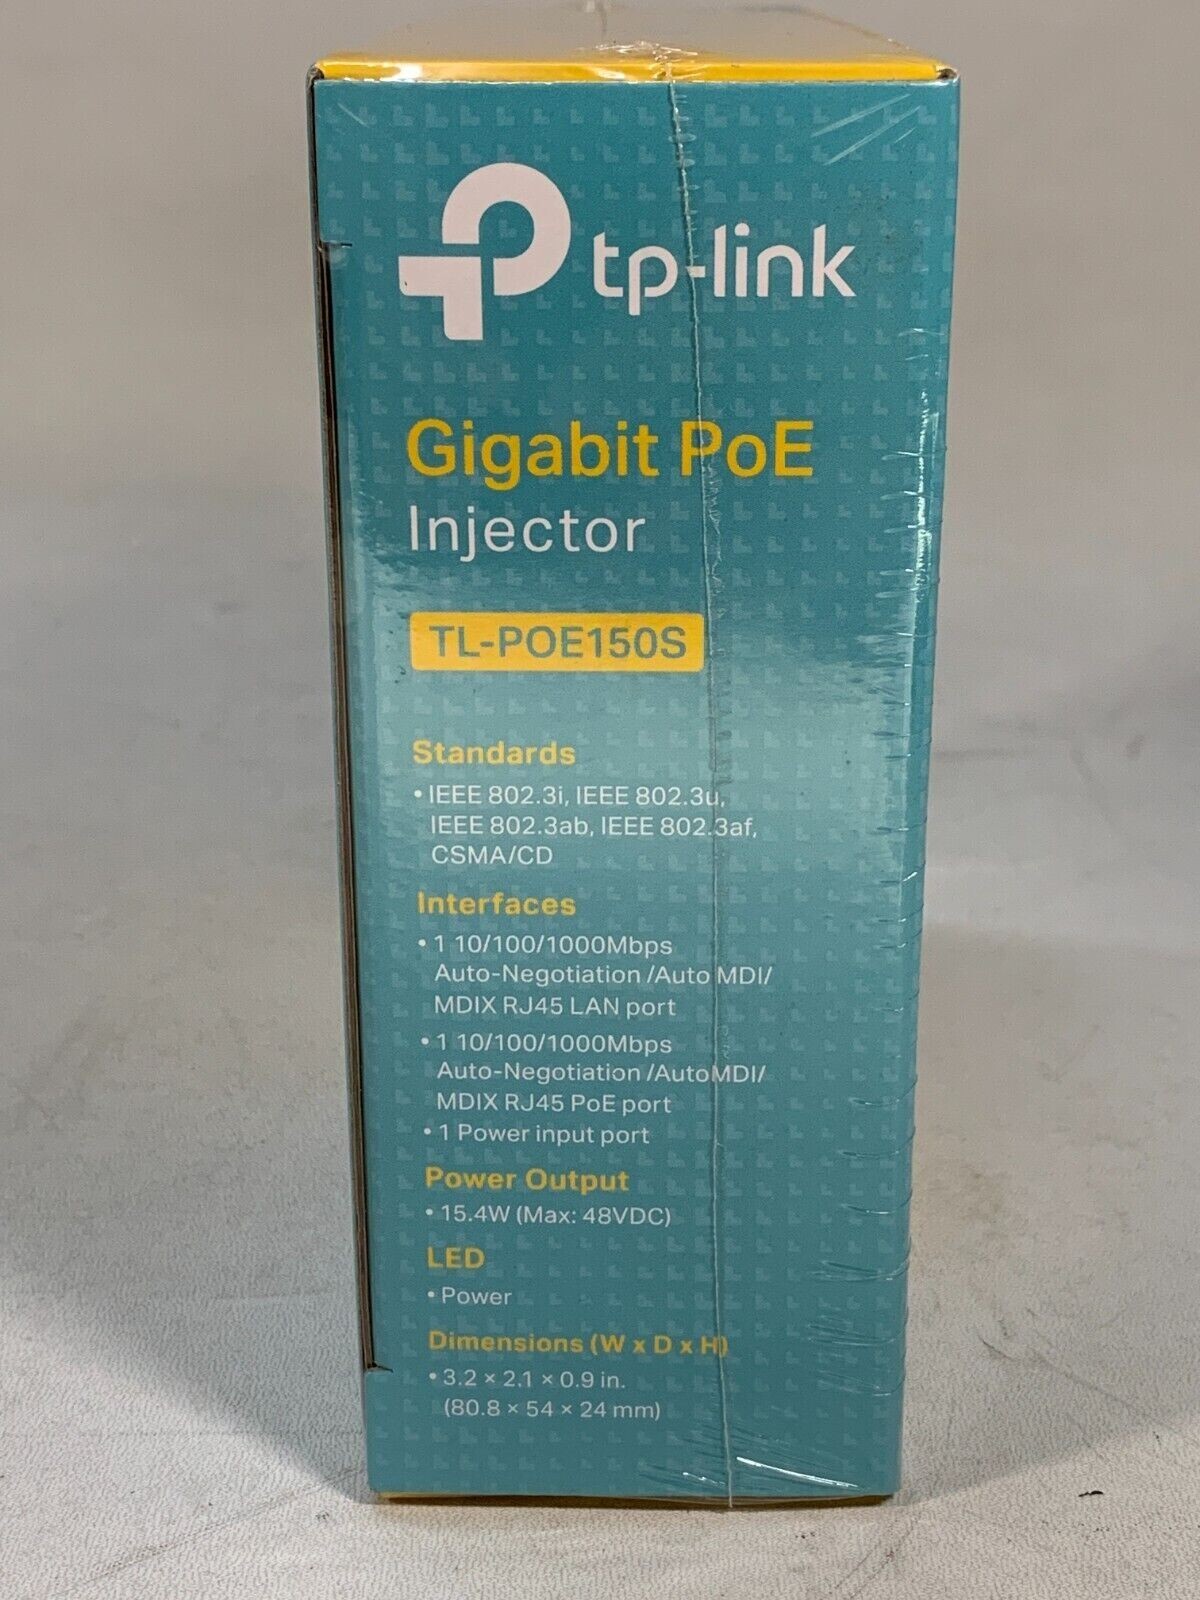 tp-link
Gigabit PoE
Injector
TL-POE150S
Standards
• IEEE 802.3i, IEEE 802.3u,
IEEE 802.3ab, IEEE 802.3af,
CSMA/CD
Interfaces
• 1 10/100/1000Mbps
Auto-Negotiation /Auto MDI/
MDIX RJ45 LAN port
• 1 10/100/1000Mbps
Auto-Negotiation /AutoMDI/
MDIX RJ45 PoE port
• 1 Power input port
Power Output
• 15.4W (Max: 48VDC)
LED
• Power
Dimensions (W x D x H)
• 3.2 × 2.1 × 0.9 in.
(80.8 × 54 × 24 mm)